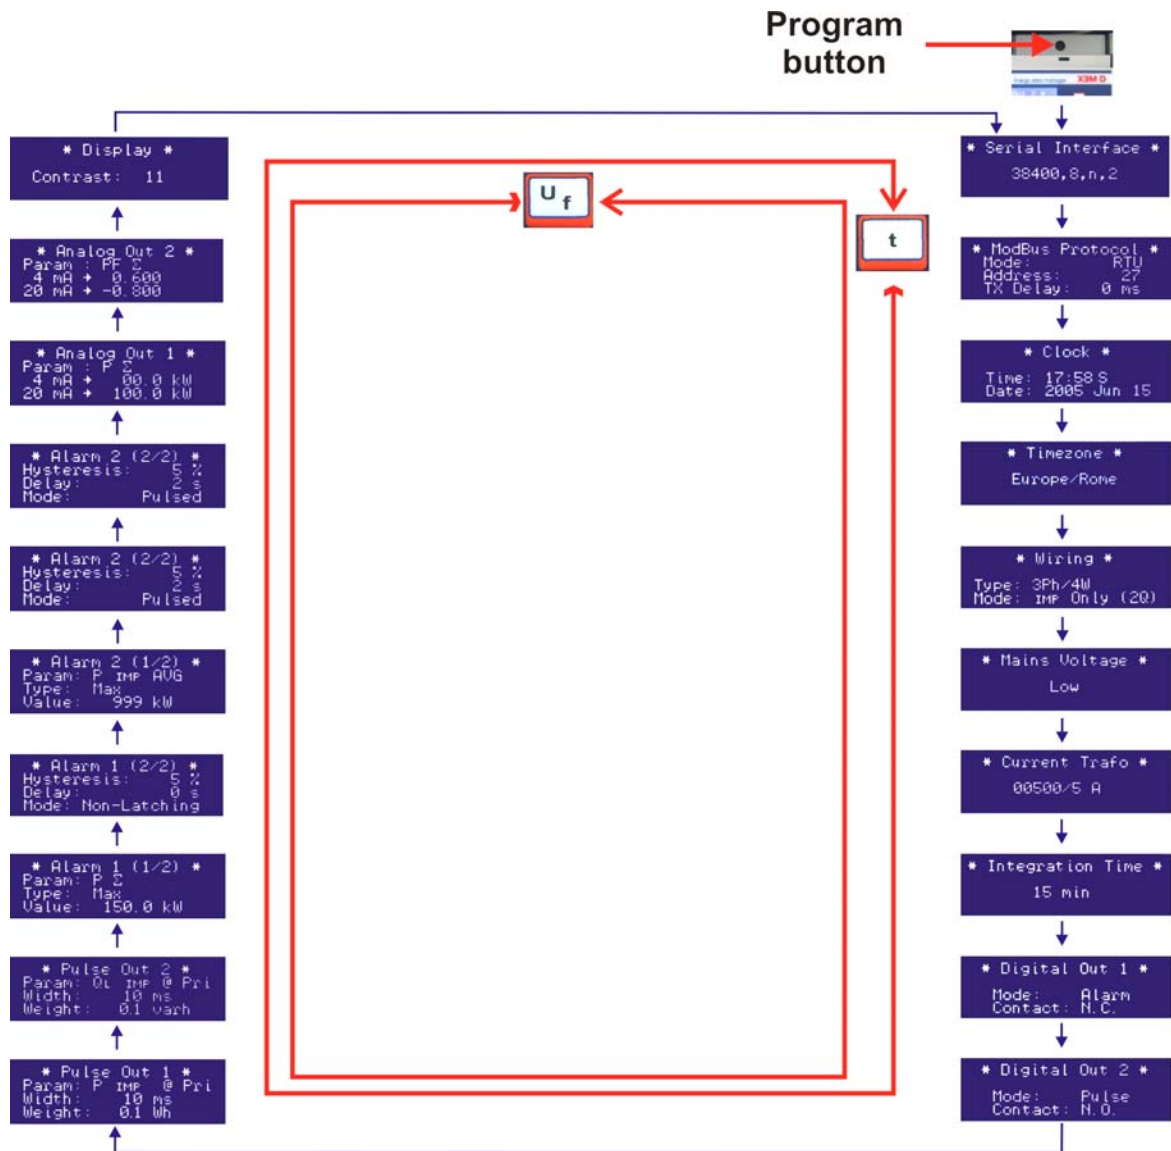 Program
button
X3M D
* Display *
Contrast: 11
* Analog Out 2 *
Param : PF Σ
4 mA → 0.600
20 mA → -0.800
* Analog Out 1 *
Param : P Σ
4 mA → 00.0 kW
20 mA → 100.0 kW
* Alarm 2 (2/2) *
Hysteresis: 5 %
Delay: 2 s
Mode: Pulsed
* Alarm 2 (2/2) *
Hysteresis: 5 %
Delay: 2 s
Mode: Pulsed
* Alarm 2 (1/2) *
Param: P IMP AVG
Type: Max
Value: 999 kW
* Alarm 1 (2/2) *
Hysteresis: 5 %
Delay: 0 s
Mode: Non-Latching
* Alarm 1 (1/2) *
Param: P Σ
Type: Max
Value: 150.0 kW
* Pulse Out 2 *
Param: QL IMP @ Pri
Width: 10 ms
Weight: 0.1 varh
* Pulse Out 1 *
Param: P IMP @ Pri
Width: 10 ms
Weight: 0.1 Wh
U f
t
* Serial Interface *
38400,8,n,2
* ModBus Protocol *
Mode: RTU
Address: 27
TX Delay: 0 ms
* Clock *
Time: 17:58 S
Date: 2005 Jun 15
* Timezone *
Europe/Rome
* Wiring *
Type: 3Ph/4W
Mode: IMP Only (2Q)
* Mains Voltage *
Low
* Current Trafo *
00500/5 A
* Integration Time *
15 min
* Digital Out 1 *
Mode: Alarm
Contact: N.C.
* Digital Out 2 *
Mode: Pulse
Contact: N.O.